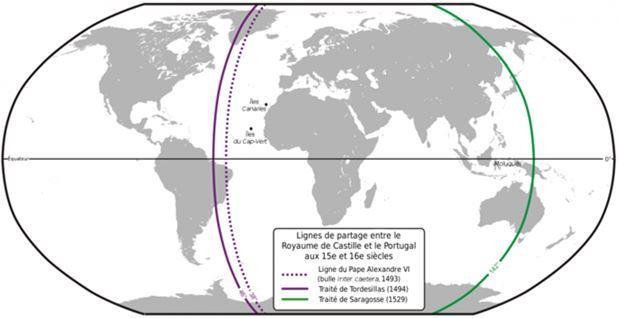 Îles
Canaries
Îles
du Cap-Vert
Équateur
Moluques
0°
Lignes de partage entre le
Royaume de Castille et le Portugal
aux 15e et 16e siècles
Ligne du Pape Alexandre VI
(bulle inter caetera, 1493)
Traité de Tordesillas (1494)
Traité de Saragosse (1529)
142°